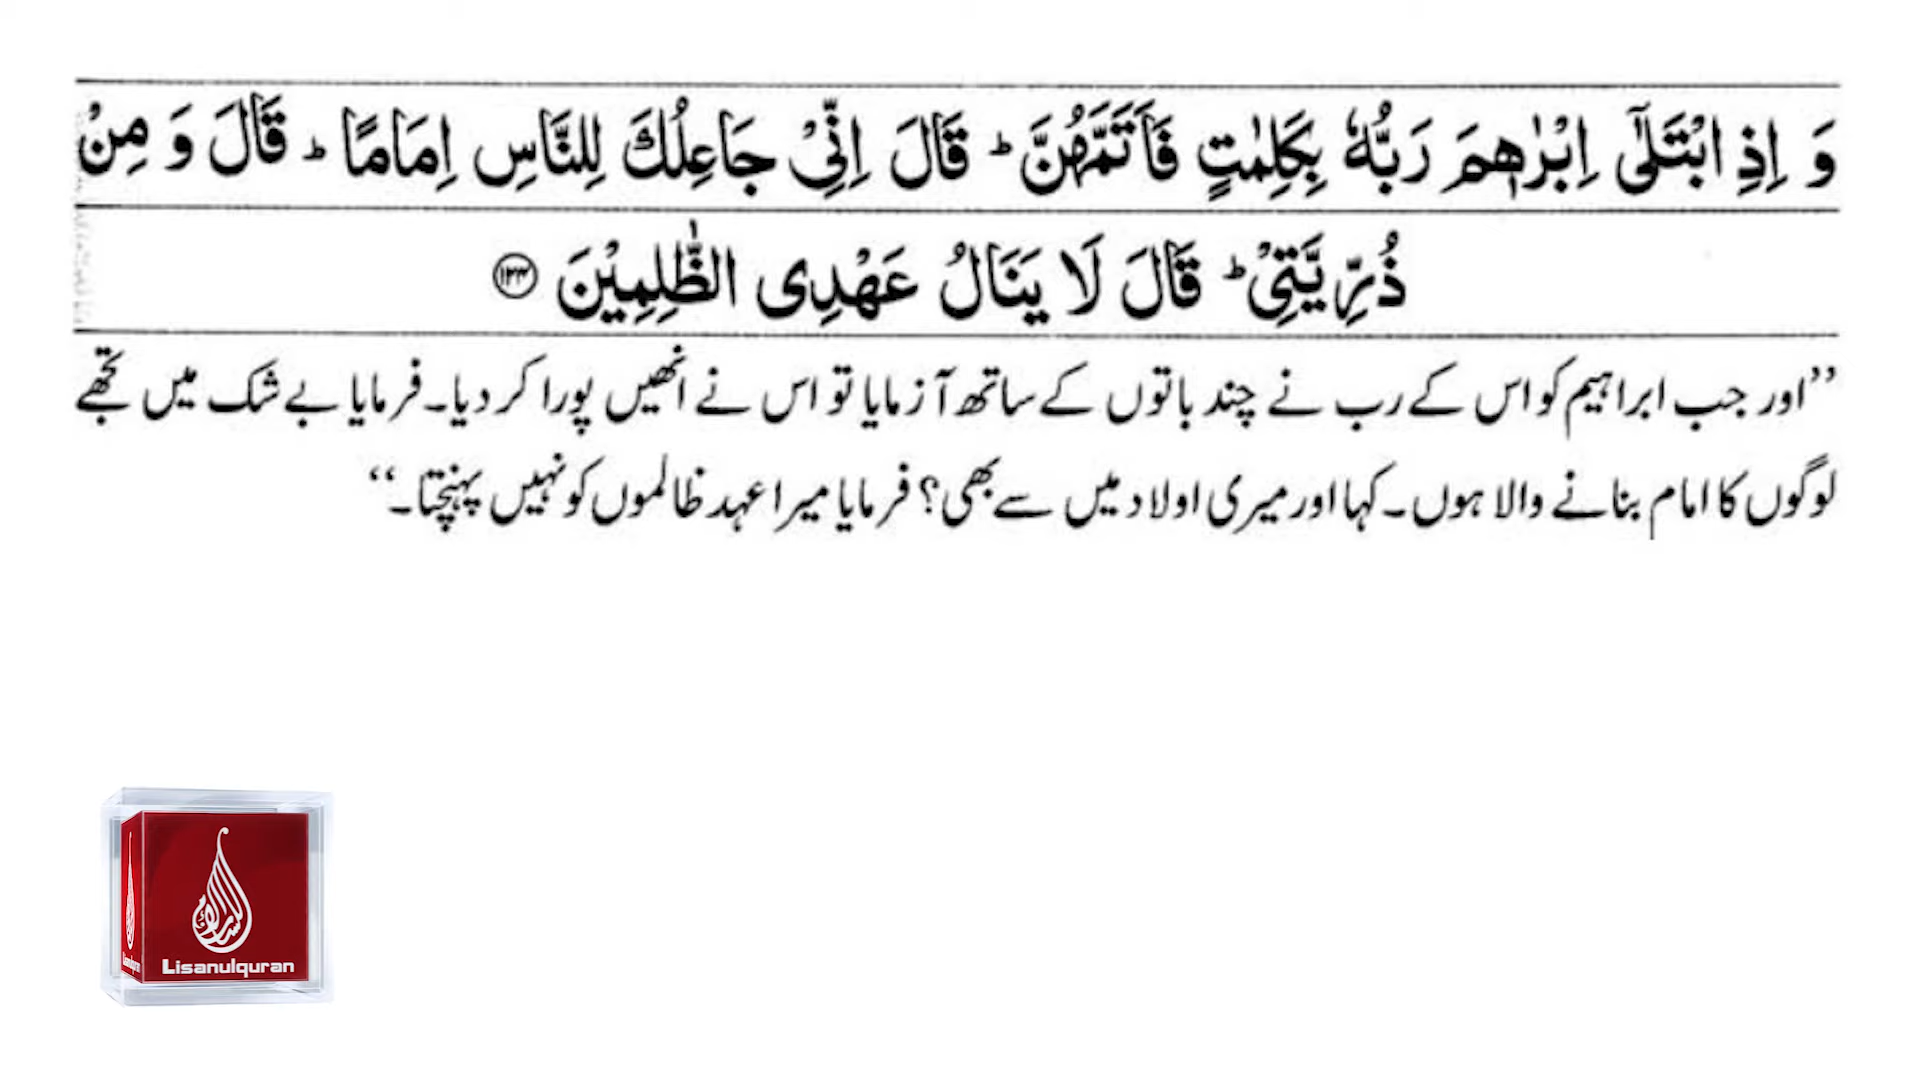 وَ اِذِ ابْتَلٰۤى اِبْرٰهٖمَ رَبُّهٗ بِكَلِمٰتٍ فَاَتَمَّهُنَّ ؕ قَالَ اِنِّیْ جَاعِلُكَ لِلنَّاسِ اِمَامًا ؕ قَالَ وَ مِنْ
ذُرِّیَّتِیْ ؕ قَالَ لَا یَنَالُ عَهْدِی الظّٰلِمِیْنَ ۝۱۲۴
’’اور جب ابراہیم کو اس کے رب نے چند باتوں کے ساتھ آزمایا تو اس نے انھیں پورا کر دیا۔ فرمایا بے شک میں تجھے
لوگوں کا امام بنانے والا ہوں۔ کہا اور میری اولاد میں سے بھی؟ فرمایا میرا عہد ظالموں کو نہیں پہنچتا۔‘‘
Lisanulquran